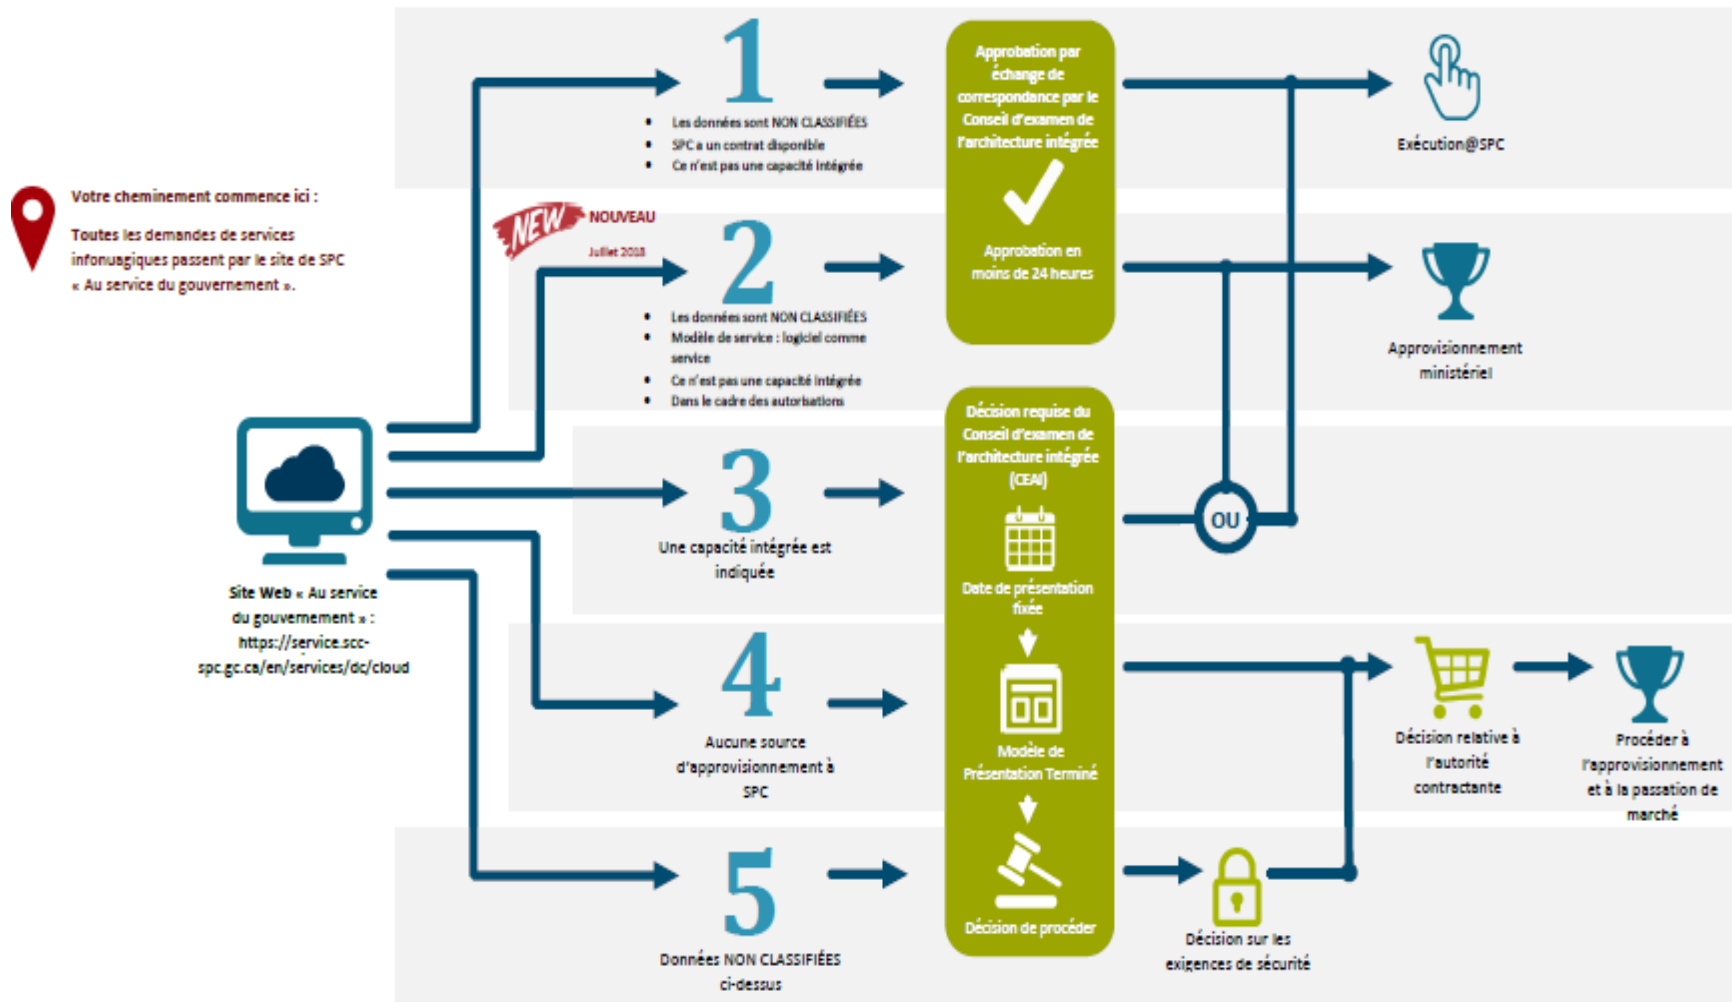 Votre cheminement commence ici :
Toutes les demandes de services
infonuagiques passent par le site de SPC
« Au service du gouvernement ».
Site Web « Au service
du gouvernement » :
https://service.scc-
spc.gc.ca/en/services/dc/cloud
1
• Les données sont NON CLASSIFIÉES
• SPC a un contrat disponible
• Ce n'est pas une capacité intégrée
NEW
NOUVEAU
Juillet 2018
2
• Les données sont NON CLASSIFIÉES
• Modèle de service : logiciel comme
service
• Ce n'est pas une capacité intégrée
• Dans le cadre des autorisations
3
Une capacité intégrée est
indiquée
4
Aucune source
d'approvisionnement à
SPC
5
Données NON CLASSIFIÉES
ci-dessus
Approbation par
échange de
correspondance par le
Conseil d'examen de
l'architecture intégrée
Approbation en
moins de 24 heures
Décision requise du
Conseil d'examen de
l'architecture intégrée
(CEAI)
Date de présentation
fixée
Modèle de
Présentation Terminé
Décision de procéder
Exécution@SPC
Approvisionnement
ministériel
OU
Décision relative à
l'autorité
contractante
Procéder à
l'approvisionnement
et à la passation de
marché
Décision sur les
exigences de sécurité